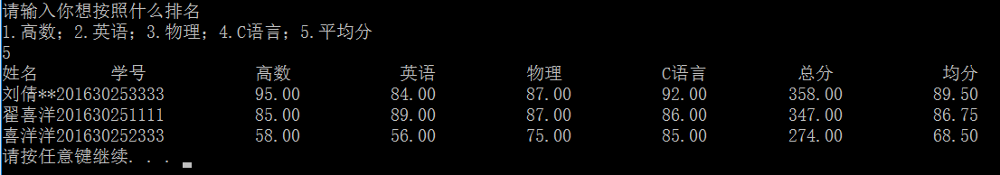 请输入你想按照什么排名
1.高数；2.英语；3.物理；4.C语言；5.平均分
5
姓名 学号 高数 英语 物理 C语言 总分 均分
刘倩**201630253333 95.00 84.00 87.00 92.00 358.00 89.50
翟喜洋201630251111 85.00 89.00 87.00 86.00 347.00 86.75
喜洋洋201630252333 58.00 56.00 75.00 85.00 274.00 68.50
请按任意键继续. . .